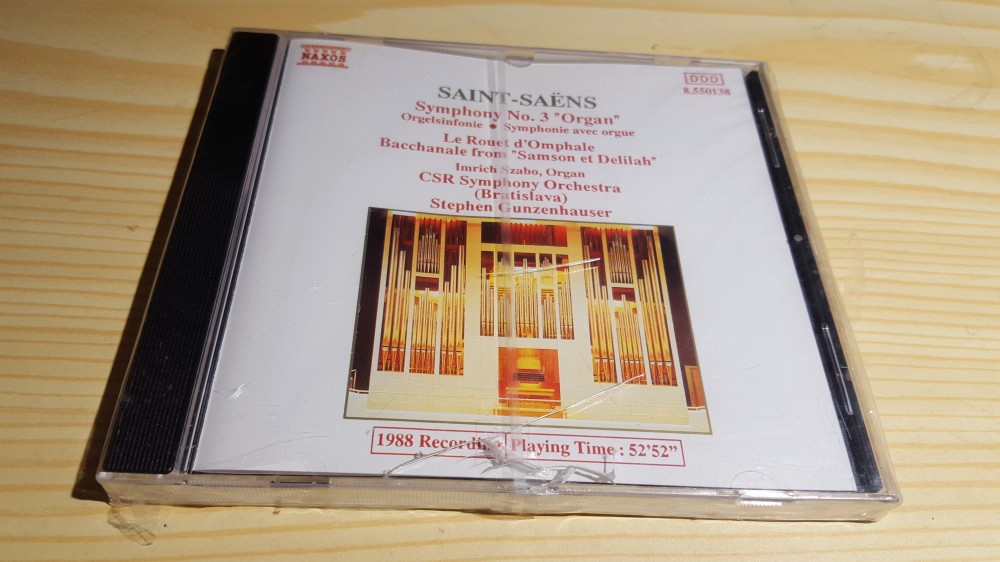 NAXOS
DDD
8.550138
SAINT-SAËNS
Symphony No. 3 "Organ"
Orgelsinfonie • Symphonie avec orgue
Le Rouet d'Omphale
Bacchanale from "Samson et Delilah"
Imrich Szabo, Organ
CSR Symphony Orchestra
(Bratislava)
Stephen Gunzenhauser
1988 Recording Playing Time : 52'52”